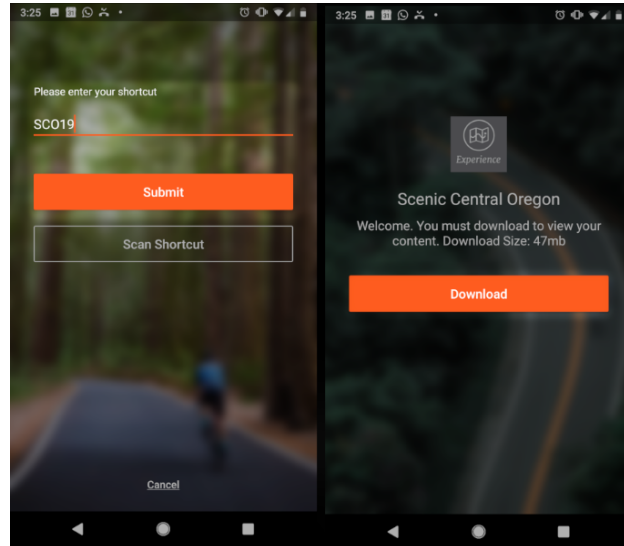 3:25
Please enter your shortcut
SCO19
Submit
Scan Shortcut
Cancel
3:25
Experience
Scenic Central Oregon
Welcome. You must download to view your
content. Download Size: 47mb
Download